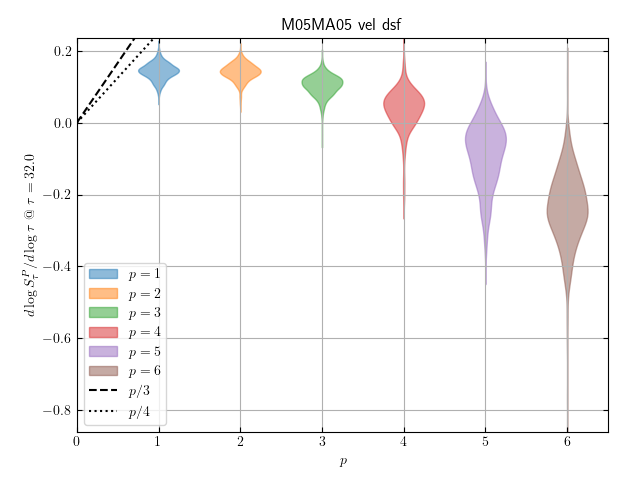 M05MA05 vel dsf
0.2
0.0
−0.2
−0.4
−0.6
−0.8
d log S_τ^P / d log τ @ τ = 32.0
p = 1
p = 2
p = 3
p = 4
p = 5
p = 6
p/3
p/4
0 1 2 3 4 5 6
p